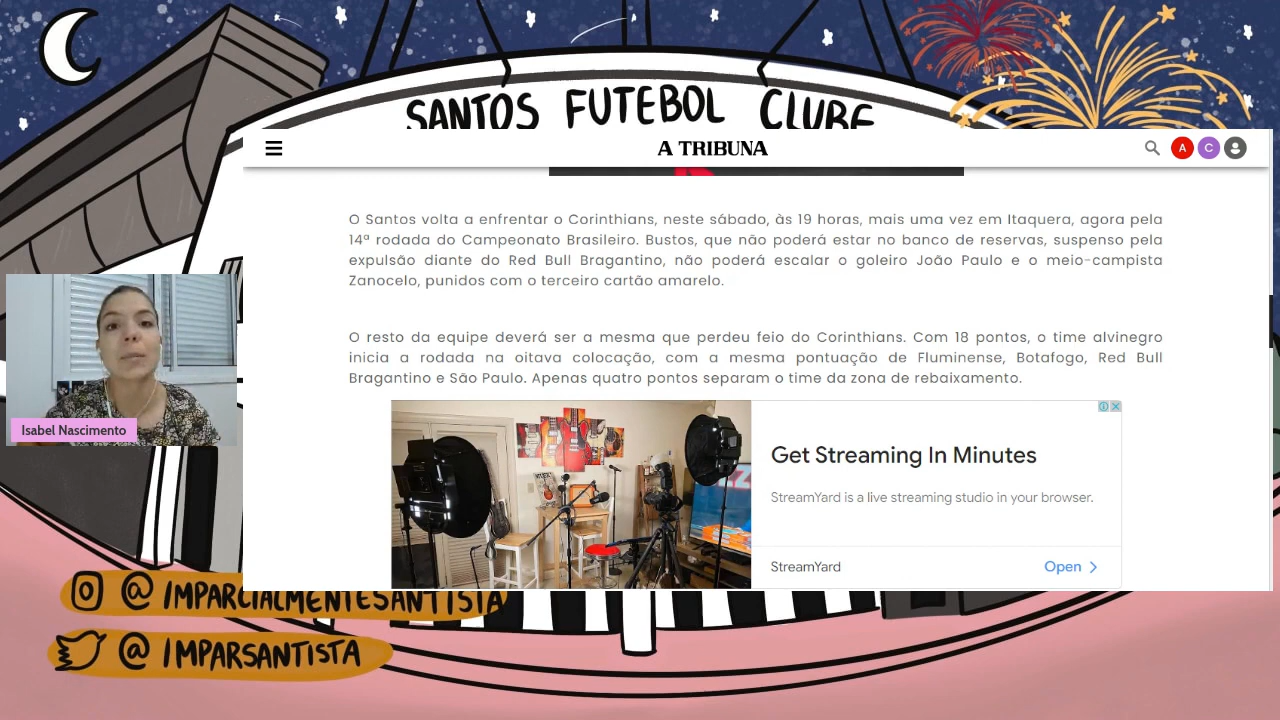 SANTOS FUTEBOL CLUBE
A TRIBUNA
A
C
O Santos volta a enfrentar o Corinthians, neste sábado, às 19 horas, mais uma vez em Itaquera, agora pela
14ª rodada do Campeonato Brasileiro. Bustos, que não poderá estar no banco de reservas, suspenso pela
expulsão diante do Red Bull Bragantino, não poderá escalar o goleiro João Paulo e o meio-campista
Zanocelo, punidos com o terceiro cartão amarelo.
O resto da equipe deverá ser a mesma que perdeu feio do Corinthians. Com 18 pontos, o time alvinegro
inicia a rodada na oitava colocação, com a mesma pontuação de Fluminense, Botafogo, Red Bull
Bragantino e São Paulo. Apenas quatro pontos separam o time da zona de rebaixamento.
Isabel Nascimento
Get Streaming In Minutes
StreamYard is a live streaming studio in your browser.
StreamYard
Open
@IMPARCIALMENTESANTISTA
@IMPARSANTISTA